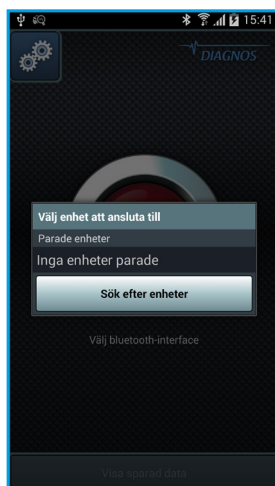 15:41
DIAGNOS
Välj enhet att ansluta till
Parade enheter
Inga enheter parade
Sök efter enheter
Välj bluetooth-interface
Visa sparad data